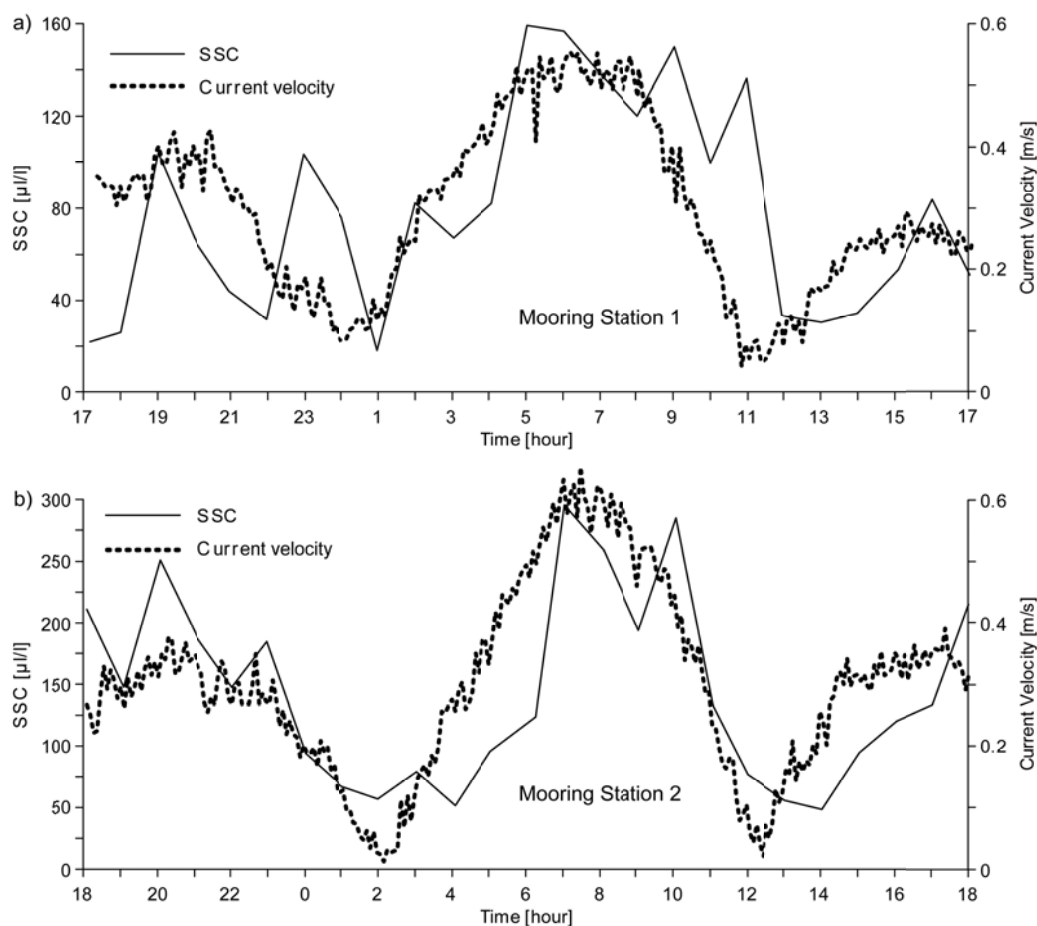 a)
SSC
Current velocity
160
120
80
40
0
SSC [µl/l]
0.6
0.4
0.2
0
Current Velocity [m/s]
Mooring Station 1
17 19 21 23 1 3 5 7 9 11 13 15 17
Time [hour]
b)
SSC
Current velocity
300
250
200
150
100
50
0
SSC [µl/l]
0.6
0.4
0.2
0
Current Velocity [m/s]
Mooring Station 2
18 20 22 0 2 4 6 8 10 12 14 16 18
Time [hour]